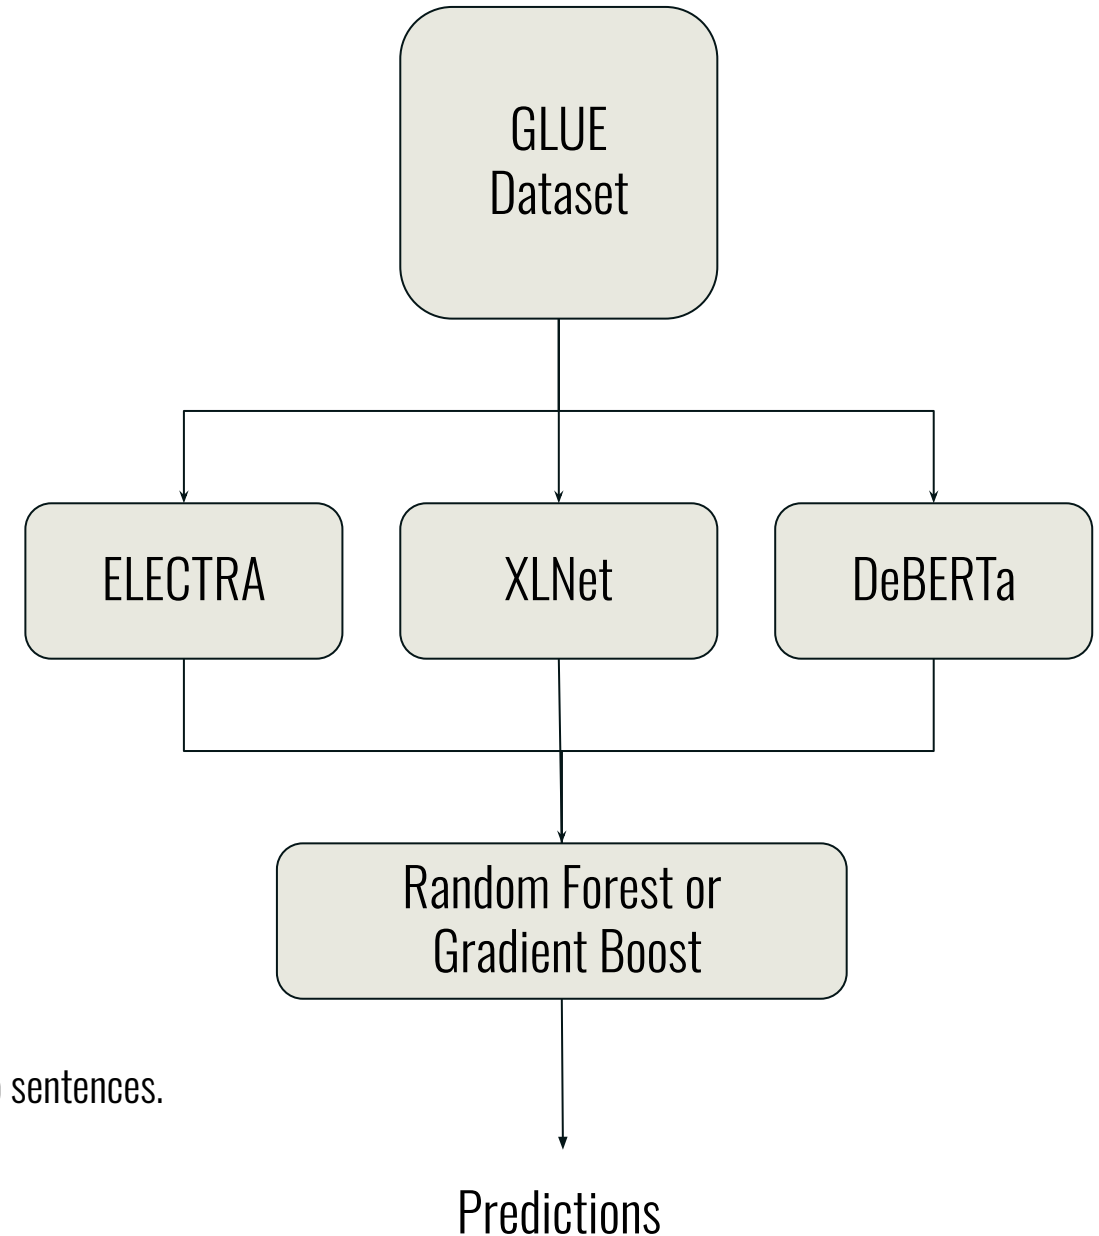 GLUE
Dataset
ELECTRA
XLNet
DeBERTa
Random Forest or
Gradient Boost
sentences.
Predictions